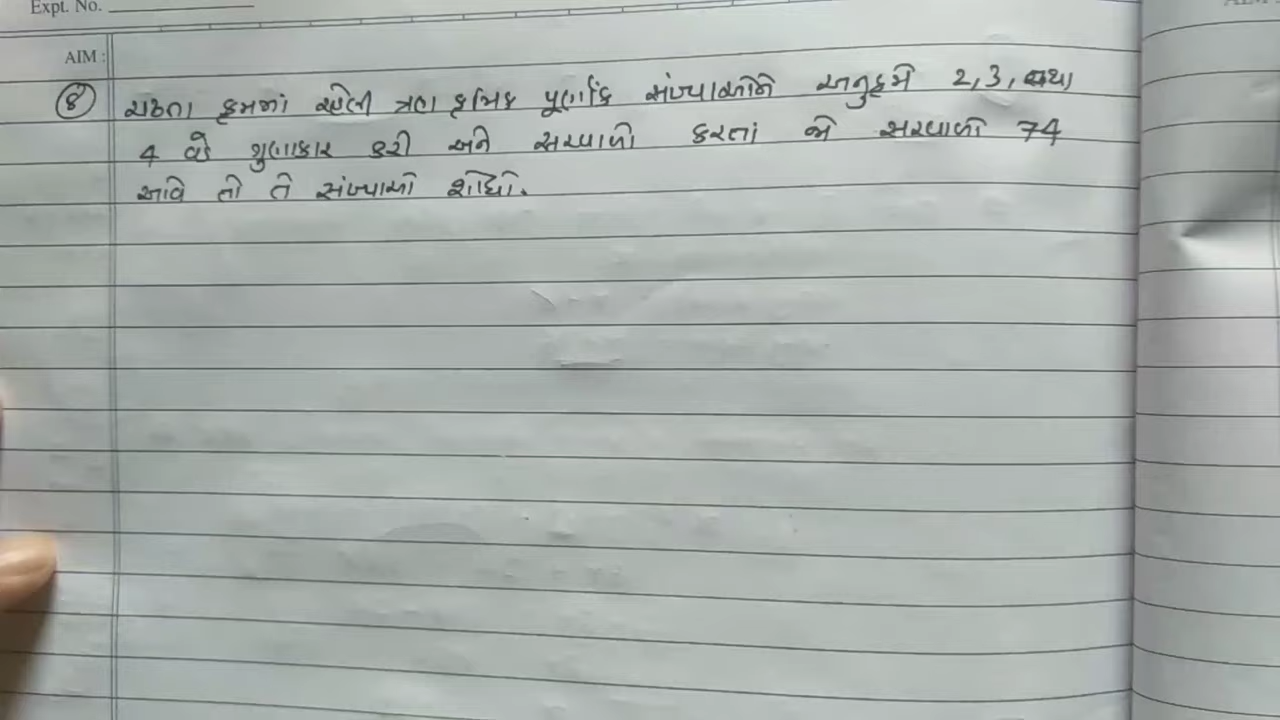 Expt. No.
AIM :
8 ચઢતા ક્રમમાં રહેલી ત્રણ ક્રમિક પૂર્ણાંક સંખ્યાઓને અનુક્રમે 2, 3, તથા
4 વડે ગુણાકાર કરી અને સરવાળો કરતાં જો સરવાળો 74
આવે તો તે સંખ્યાઓ શોધો.